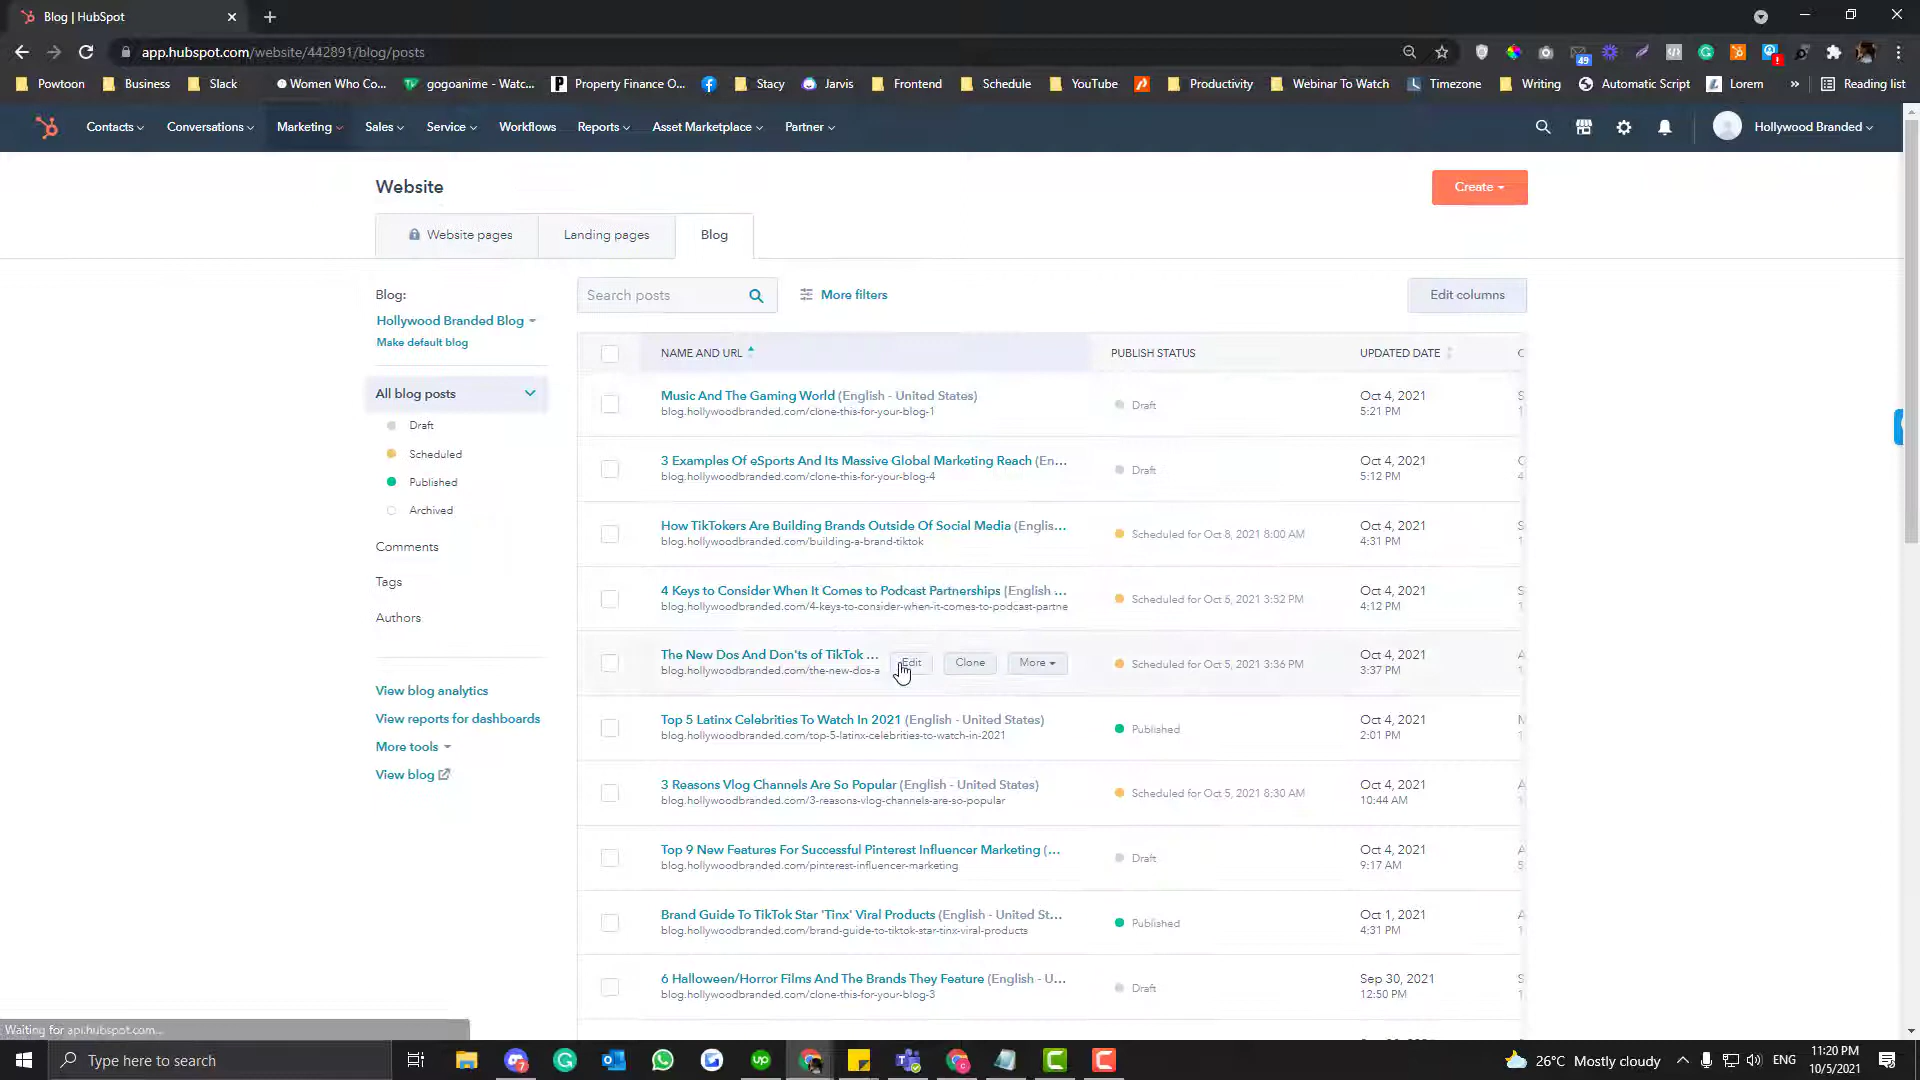 Blog | HubSpot
app.hubspot.com/website/442891/blog/posts
49
Powtoon
Business
Slack
Women Who Co...
gogoanime - Watc...
Property Finance O...
Stacy
Jarvis
Frontend
Schedule
YouTube
Productivity
Webinar To Watch
Timezone
Writing
Automatic Script
Lorem
»
Reading list
Contacts
Conversations
Marketing
Sales
Service
Workflows
Reports
Asset Marketplace
Partner
Hollywood Branded
Website
Create
Website pages
Landing pages
Blog
Blog:
Hollywood Branded Blog
Make default blog
All blog posts
Draft
Scheduled
Published
Archived
Comments
Tags
Authors
View blog analytics
View reports for dashboards
More tools
View blog
Search posts
More filters
Edit columns
NAME AND URL
PUBLISH STATUS
UPDATED DATE
Music And The Gaming World (English - United States)
blog.hollywoodbranded.com/clone-this-for-your-blog-1
Draft
Oct 4, 2021
5:21 PM
3 Examples Of eSports And Its Massive Global Marketing Reach (En...
blog.hollywoodbranded.com/clone-this-for-your-blog-4
Draft
Oct 4, 2021
5:12 PM
How TikTokers Are Building Brands Outside Of Social Media (Englis...
blog.hollywoodbranded.com/building-a-brand-tiktok
Scheduled for Oct 8, 2021 8:00 AM
Oct 4, 2021
4:31 PM
4 Keys to Consider When It Comes to Podcast Partnerships (English ...
blog.hollywoodbranded.com/4-keys-to-consider-when-it-comes-to-podcast-partne
Scheduled for Oct 6, 2021 3:32 PM
Oct 4, 2021
4:12 PM
The New Dos And Don'ts of TikTok ...
blog.hollywoodbranded.com/the-new-dos-a
Edit
Clone
More
Scheduled for Oct 5, 2021 3:36 PM
Oct 4, 2021
3:37 PM
Top 5 Latinx Celebrities To Watch In 2021 (English - United States)
blog.hollywoodbranded.com/top-5-latinx-celebrities-to-watch-in-2021
Published
Oct 4, 2021
2:01 PM
3 Reasons Vlog Channels Are So Popular (English - United States)
blog.hollywoodbranded.com/3-reasons-vlog-channels-are-so-popular
Scheduled for Oct 5, 2021 8:30 AM
Oct 4, 2021
10:44 AM
Top 9 New Features For Successful Pinterest Influencer Marketing (...
blog.hollywoodbranded.com/pinterest-influencer-marketing
Draft
Oct 4, 2021
9:17 AM
Brand Guide To TikTok Star 'Tinx' Viral Products (English - United St...
blog.hollywoodbranded.com/brand-guide-to-tiktok-star-tinx-viral-products
Published
Oct 1, 2021
4:31 PM
6 Halloween/Horror Films And The Brands They Feature (English - U...
blog.hollywoodbranded.com/clone-this-for-your-blog-3
Draft
Sep 30, 2021
12:50 PM
Waiting for api.hubspot.com...
Type here to search
26°C Mostly cloudy
ENG
11:20 PM
10/5/2021